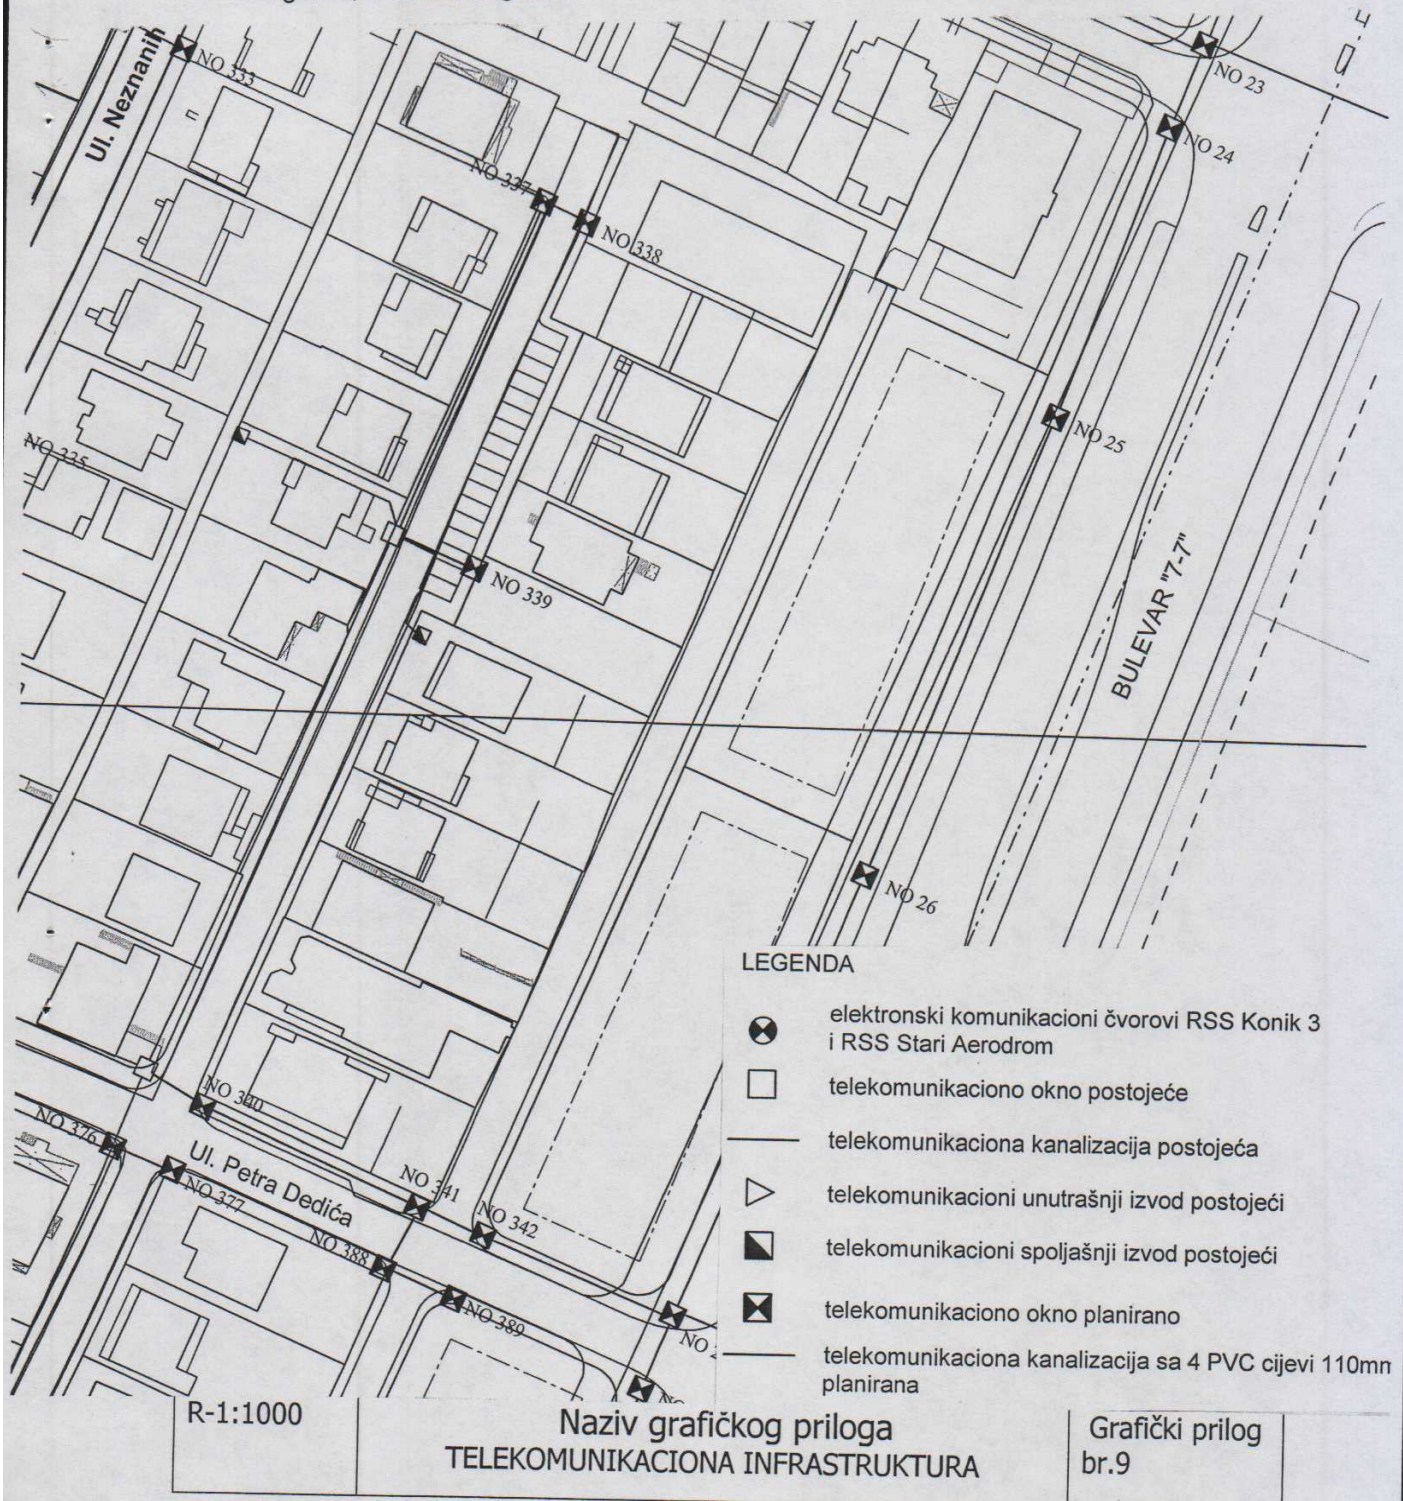 Ul. Neznanih
NO 333
NO 23
NO 24
NO 337
NO 338
NO 25
NO 335
NO 339
BULEVAR "7-7"
NO 26
LEGENDA
elektronski komunikacioni čvorovi RSS Konik 3
i RSS Stari Aerodrom
telekomunikaciono okno postojeće
telekomunikaciona kanalizacija postojeća
telekomunikacioni unutrašnji izvod postojeći
telekomunikacioni spoljašnji izvod postojeći
telekomunikaciono okno planirano
telekomunikaciona kanalizacija sa 4 PVC cijevi 110mm
planirana
NO 340
NO 376
Ul. Petra Dedića
NO 377
NO 341
NO 342
NO 388
NO 389
NO
R-1:1000
Naziv grafičkog priloga
TELEKOMUNIKACIONA INFRASTRUKTURA
Grafički prilog
br.9